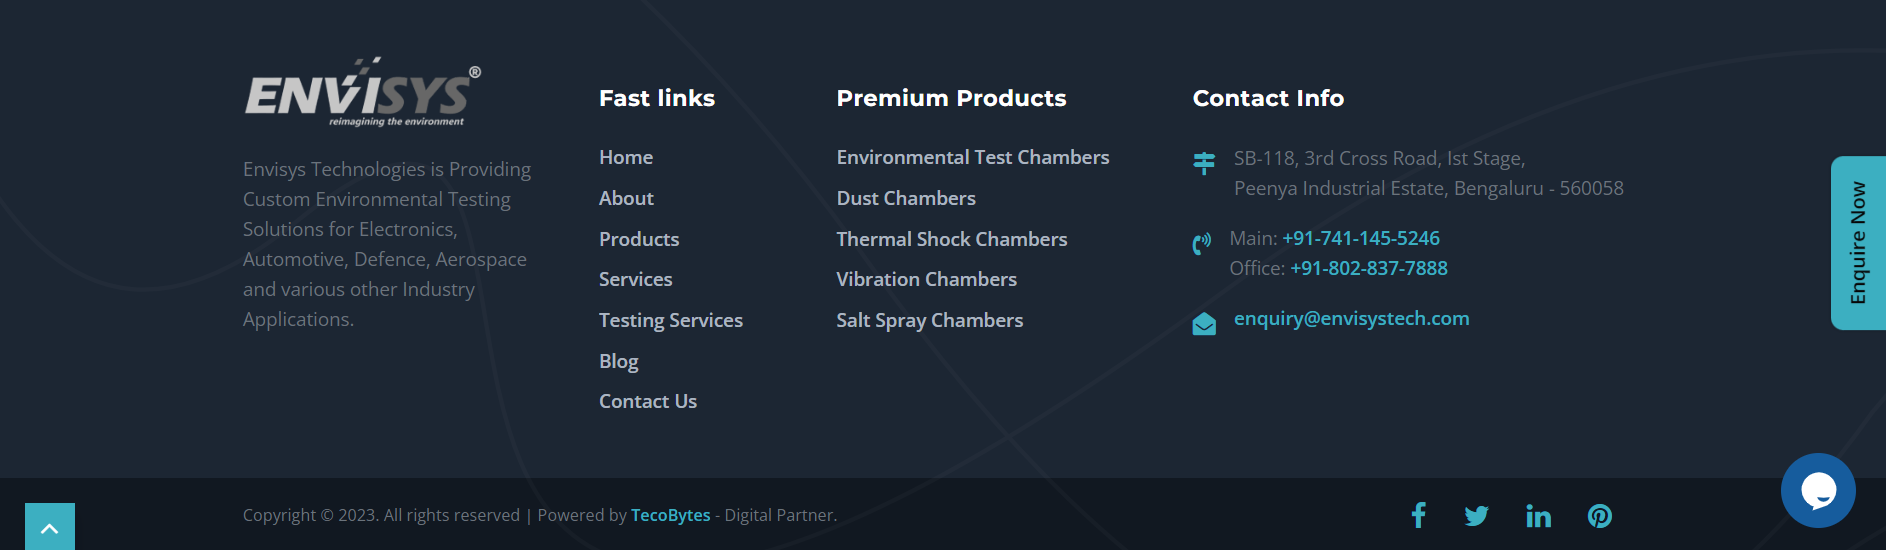 ENVISYS®
reimagining the environment
Envisys Technologies is Providing
Custom Environmental Testing
Solutions for Electronics,
Automotive, Defence, Aerospace
and various other Industry
Applications.
Fast links
Home
About
Products
Services
Testing Services
Blog
Contact Us
Premium Products
Environmental Test Chambers
Dust Chambers
Thermal Shock Chambers
Vibration Chambers
Salt Spray Chambers
Contact Info
SB-118, 3rd Cross Road, Ist Stage,
Peenya Industrial Estate, Bengaluru - 560058
Main: +91-741-145-5246
Office: +91-802-837-7888
enquiry@envisystech.com
Enquire Now
Copyright © 2023. All rights reserved | Powered by TecoBytes - Digital Partner.